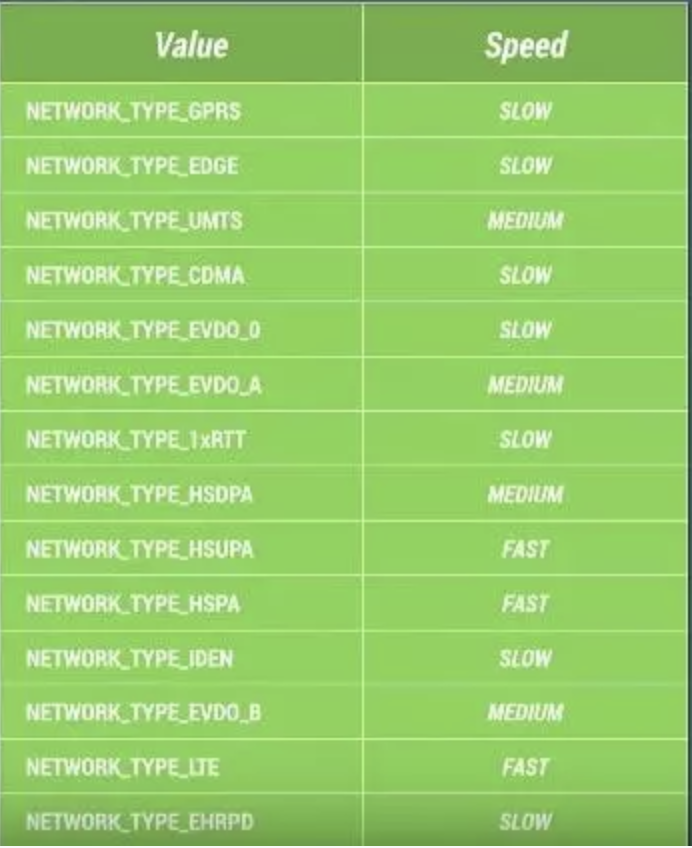 Value Speed
NETWORK_TYPE_GPRS SLOW
NETWORK_TYPE_EDGE SLOW
NETWORK_TYPE_UMTS MEDIUM
NETWORK_TYPE_CDMA SLOW
NETWORK_TYPE_EVDO_0 SLOW
NETWORK_TYPE_EVDO_A MEDIUM
NETWORK_TYPE_1xRTT SLOW
NETWORK_TYPE_HSDPA MEDIUM
NETWORK_TYPE_HSUPA FAST
NETWORK_TYPE_HSPA FAST
NETWORK_TYPE_IDEN SLOW
NETWORK_TYPE_EVDO_B MEDIUM
NETWORK_TYPE_LTE FAST
NETWORK_TYPE_EHRPD SLOW